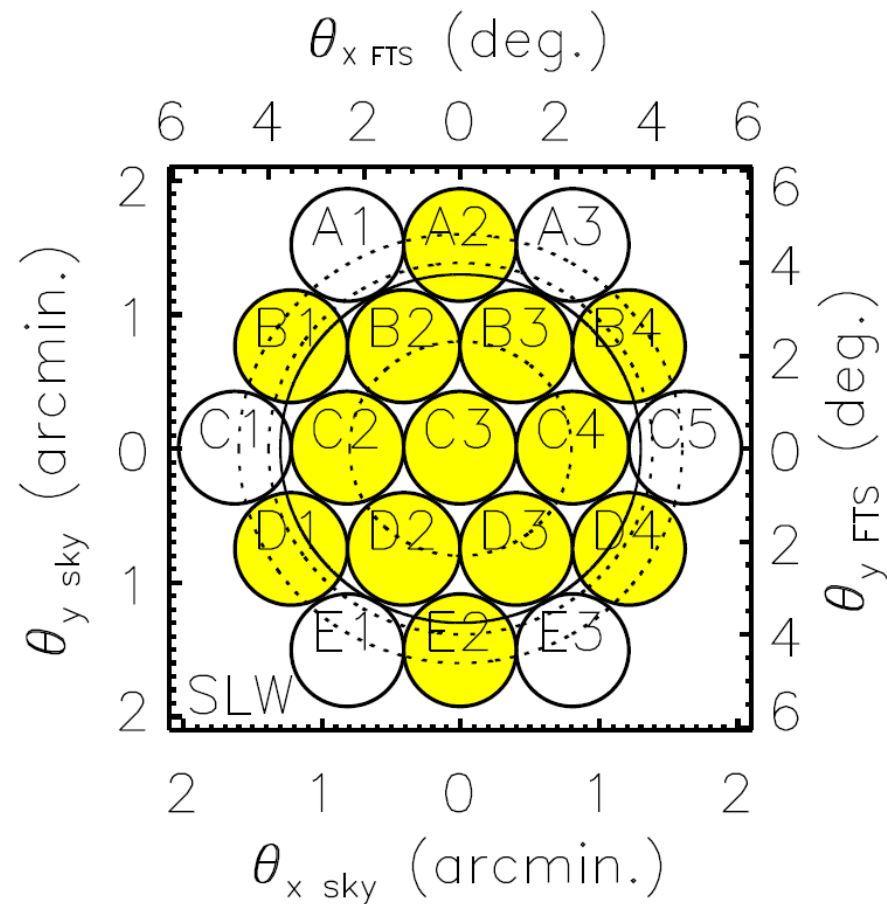 θx FTS (deg.)
6 4 2 0 2 4 6
2 A1 A2 A3 6
4
1 B1 B2 B3 B4 2
θy sky (arcmin.) 0 C1 C2 C3 C4 C5 0 θy FTS (deg.)
D1 D2 D3 D4 2
1
E1 E2 E3 4
2 SLW 6
2 1 0 1 2
θx sky (arcmin.)